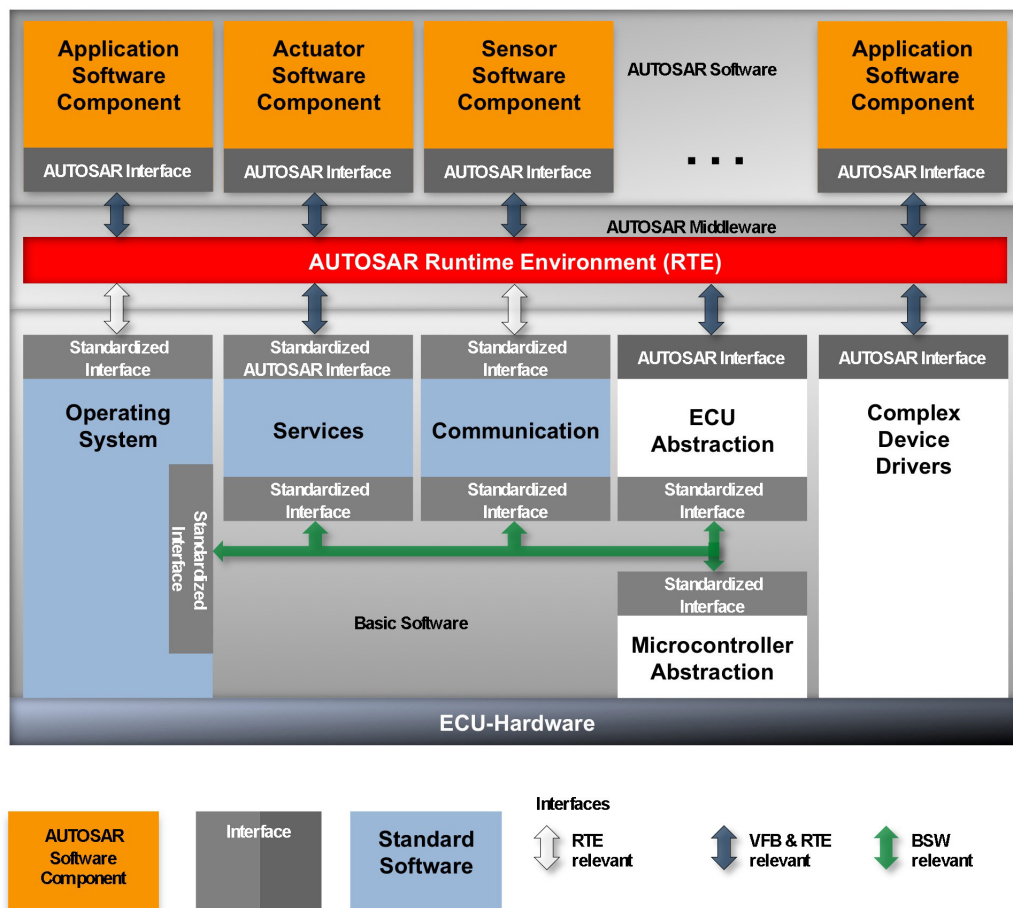 Application
Software
Component
AUTOSAR Interface
Actuator
Software
Component
AUTOSAR Interface
Sensor
Software
Component
AUTOSAR Interface
AUTOSAR Software
...
Application
Software
Component
AUTOSAR Interface
AUTOSAR Middleware
AUTOSAR Runtime Environment (RTE)
Standardized
Interface
Operating
System
Standardized
Interface
Standardized
AUTOSAR Interface
Services
Standardized
Interface
Standardized
Interface
Communication
Standardized
Interface
AUTOSAR Interface
ECU
Abstraction
Standardized
Interface
AUTOSAR Interface
Complex
Device
Drivers
Basic Software
Standardized
Interface
Microcontroller
Abstraction
ECU-Hardware
AUTOSAR
Software
Component
Interface
Standard
Software
Interfaces
RTE
relevant
VFB & RTE
relevant
BSW
relevant